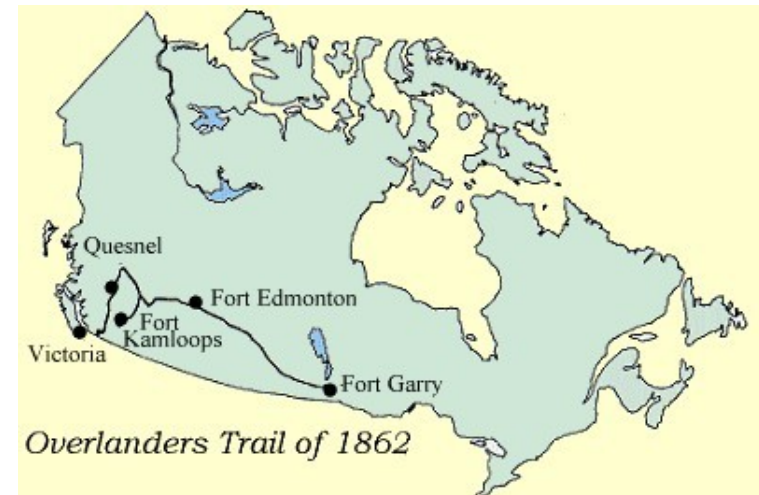 Quesnel
Fort Edmonton
Fort
Kamloops
Victoria
Fort Garry
Overlanders Trail of 1862